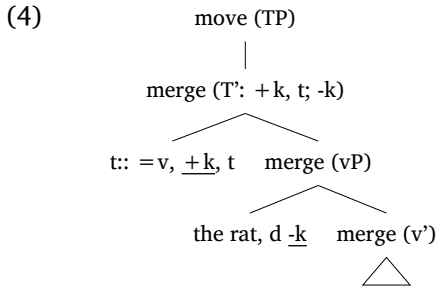 (4)
move (TP)
merge (T': +k, t; -k)
t:: =v, +k, t merge (vP)
the rat, d -k merge (v')